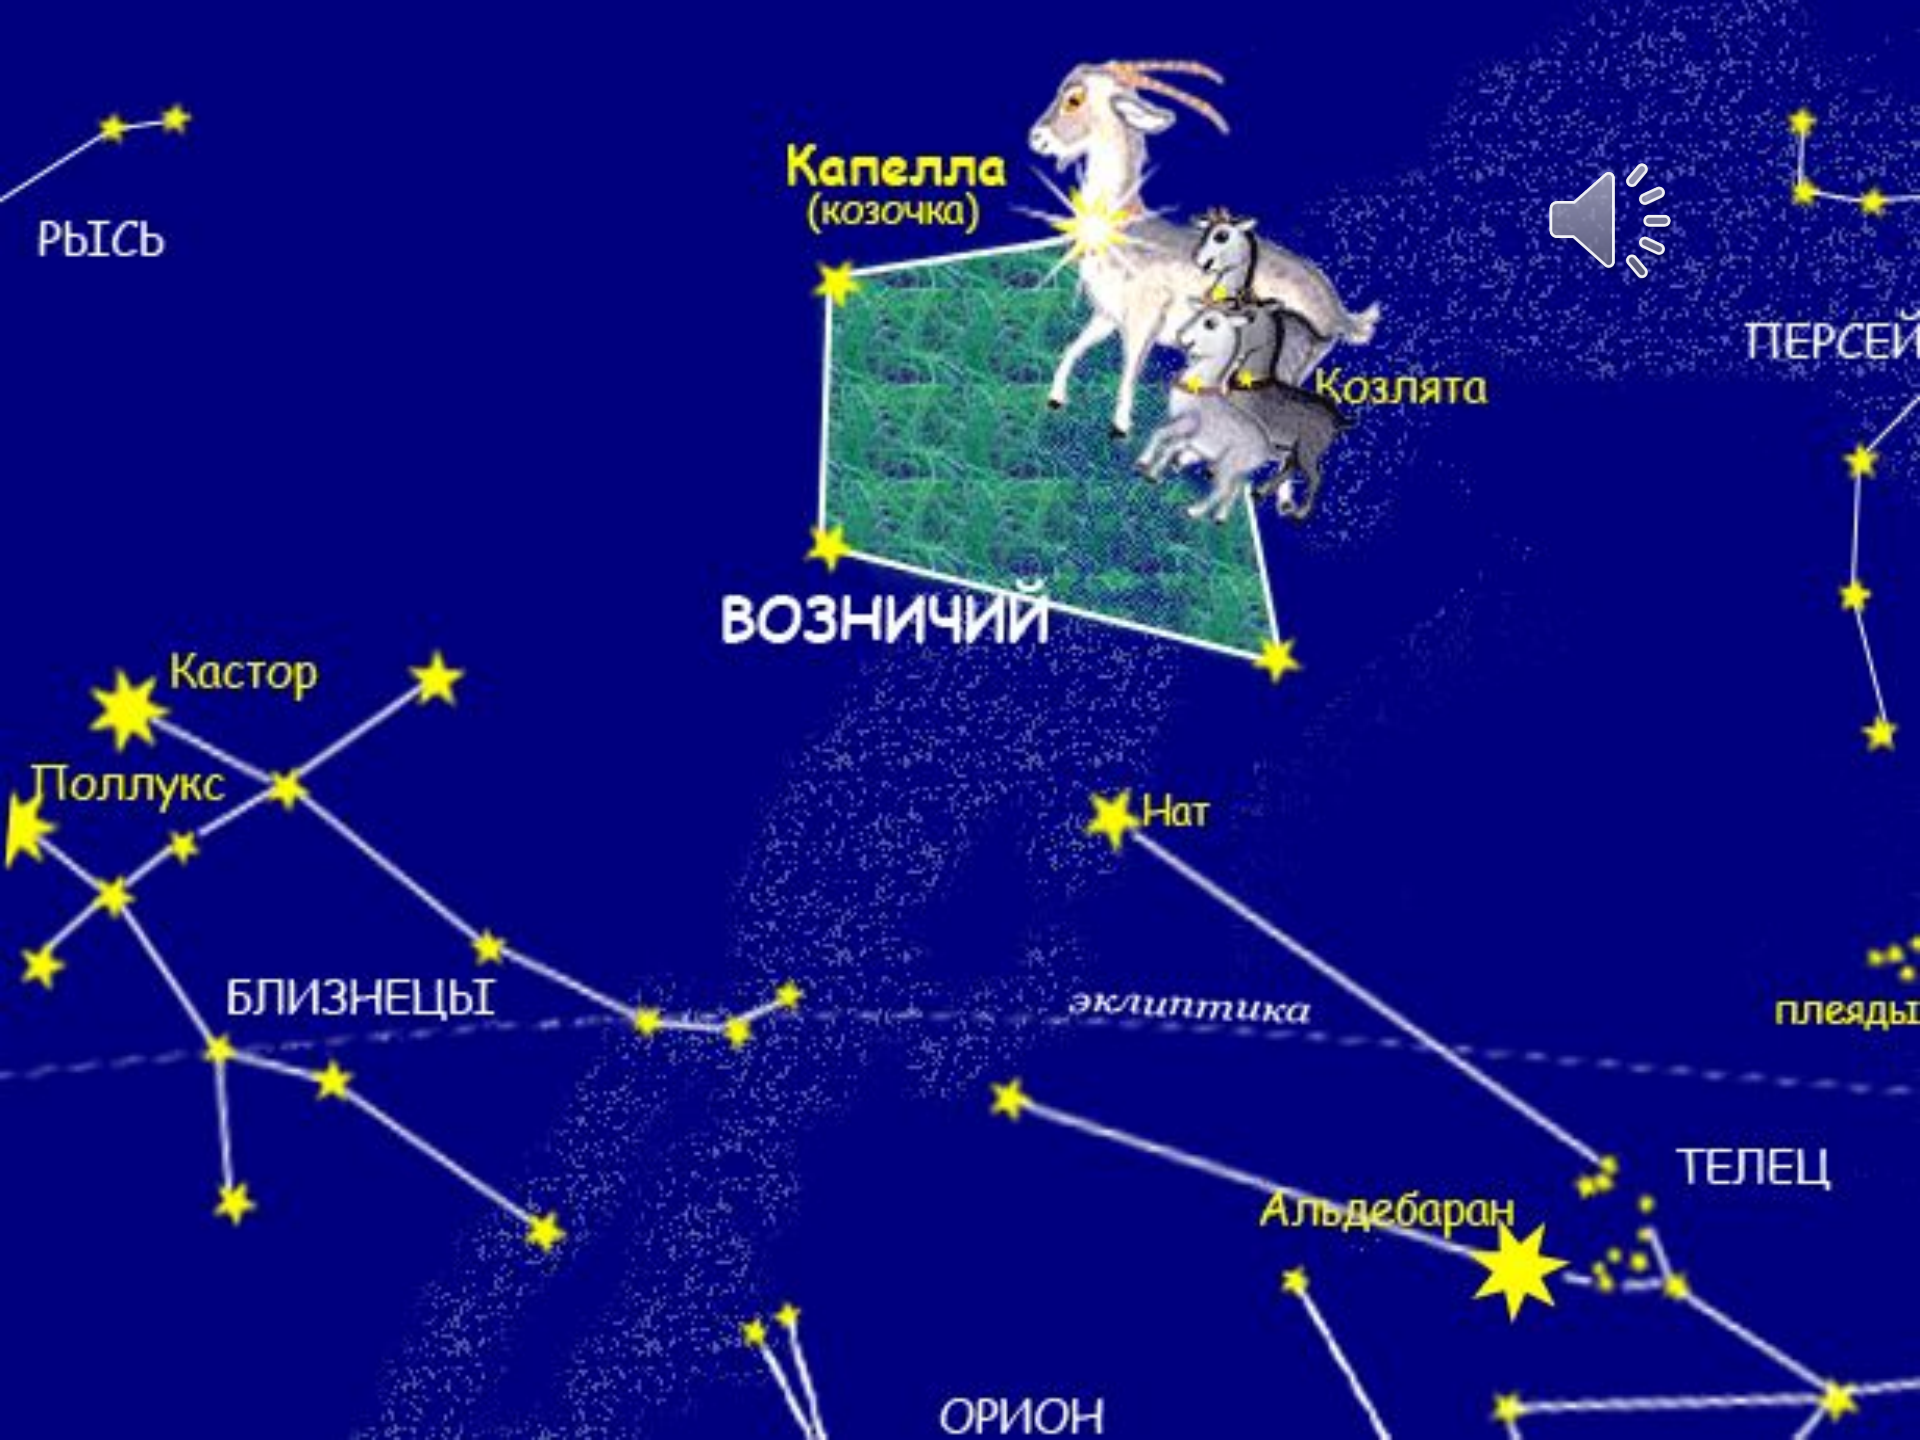 Капелла
(козочка)
РЫСЬ
ПЕРСЕЙ
Козлята
ВОЗНИЧИЙ
Кастор
Поллукс
Нат
БЛИЗНЕЦЫ
эклиптика
плеяды
ТЕЛЕЦ
Альдебаран
ОРИОН